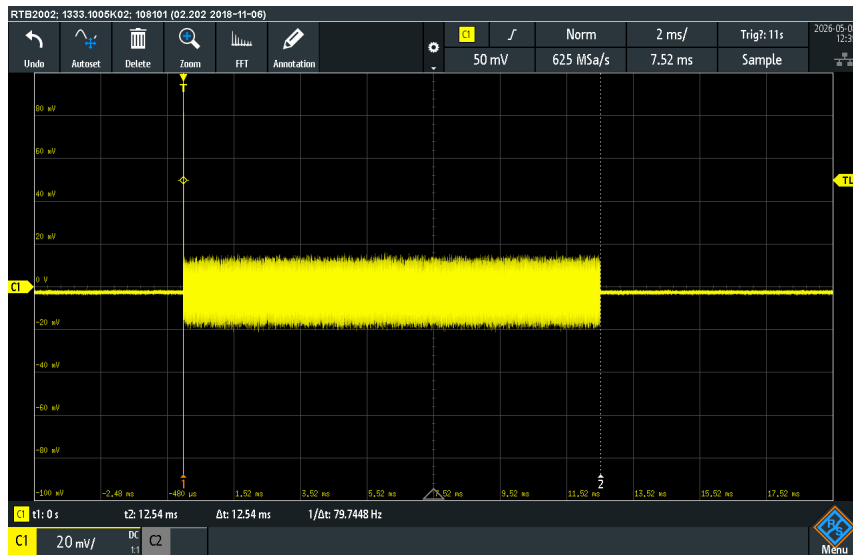 RTB2002; 1333.1005K02; 108101 (02.202 2018-11-06)
Undo Autoset Delete Zoom FFT Annotation
C1 Norm 2 ms/ Trig?: 11s
50 mV 625 MSa/s 7.52 ms Sample
T
80 mV
60 mV
40 mV
TL
20 mV
C1 0 V
-20 mV
-40 mV
-60 mV
-80 mV
1 2
-100 mV -2,48 ms -480 µs 1,52 ms 3,52 ms 5,52 ms 7,52 ms 9,52 ms 11,52 ms 13,52 ms 15,52 ms 17,52 ms
C1 t1: 0 s t2: 12.54 ms Δt: 12.54 ms 1/Δt: 79.7448 Hz
C1 20 mV/ DC 1:1 C2
R&S
Menu